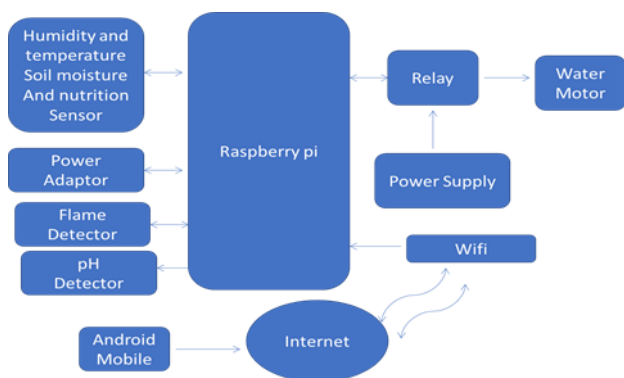 Humidity and
temperature
Soil moisture
And nutrition
Sensor
Power
Adaptor
Flame
Detector
pH
Detector
Android
Mobile
Raspberry pi
Relay
Water
Motor
Power Supply
Wifi
Internet